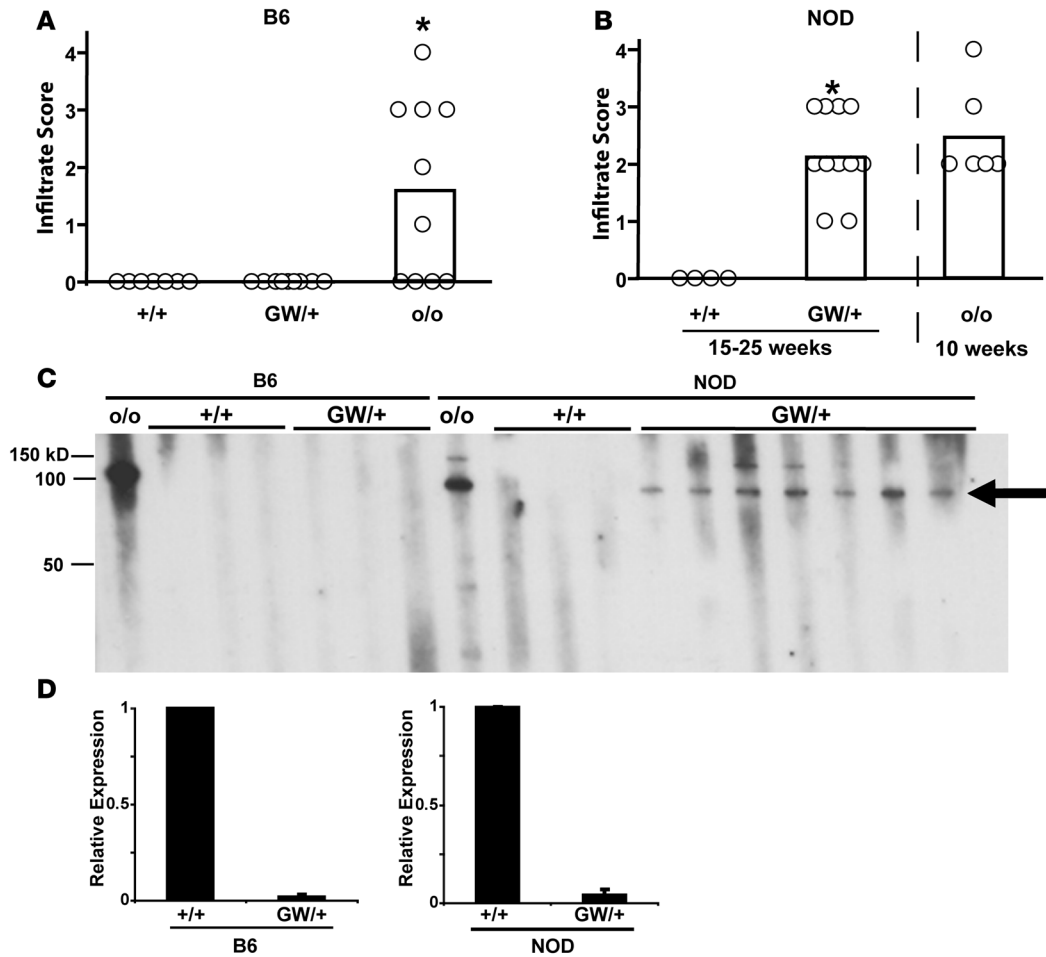 A
B6
*
Infiltrate Score
4
3
2
1
0
+/+
GW/+
o/o
B
NOD
*
Infiltrate Score
4
3
2
1
0
+/+
GW/+
o/o
15-25 weeks
10 weeks
C
B6
NOD
o/o
+/+
GW/+
o/o
+/+
GW/+
150 kD
100
50
D
Relative Expression
1
0.5
0
+/+
GW/+
B6
Relative Expression
1
0.5
0
+/+
GW/+
NOD